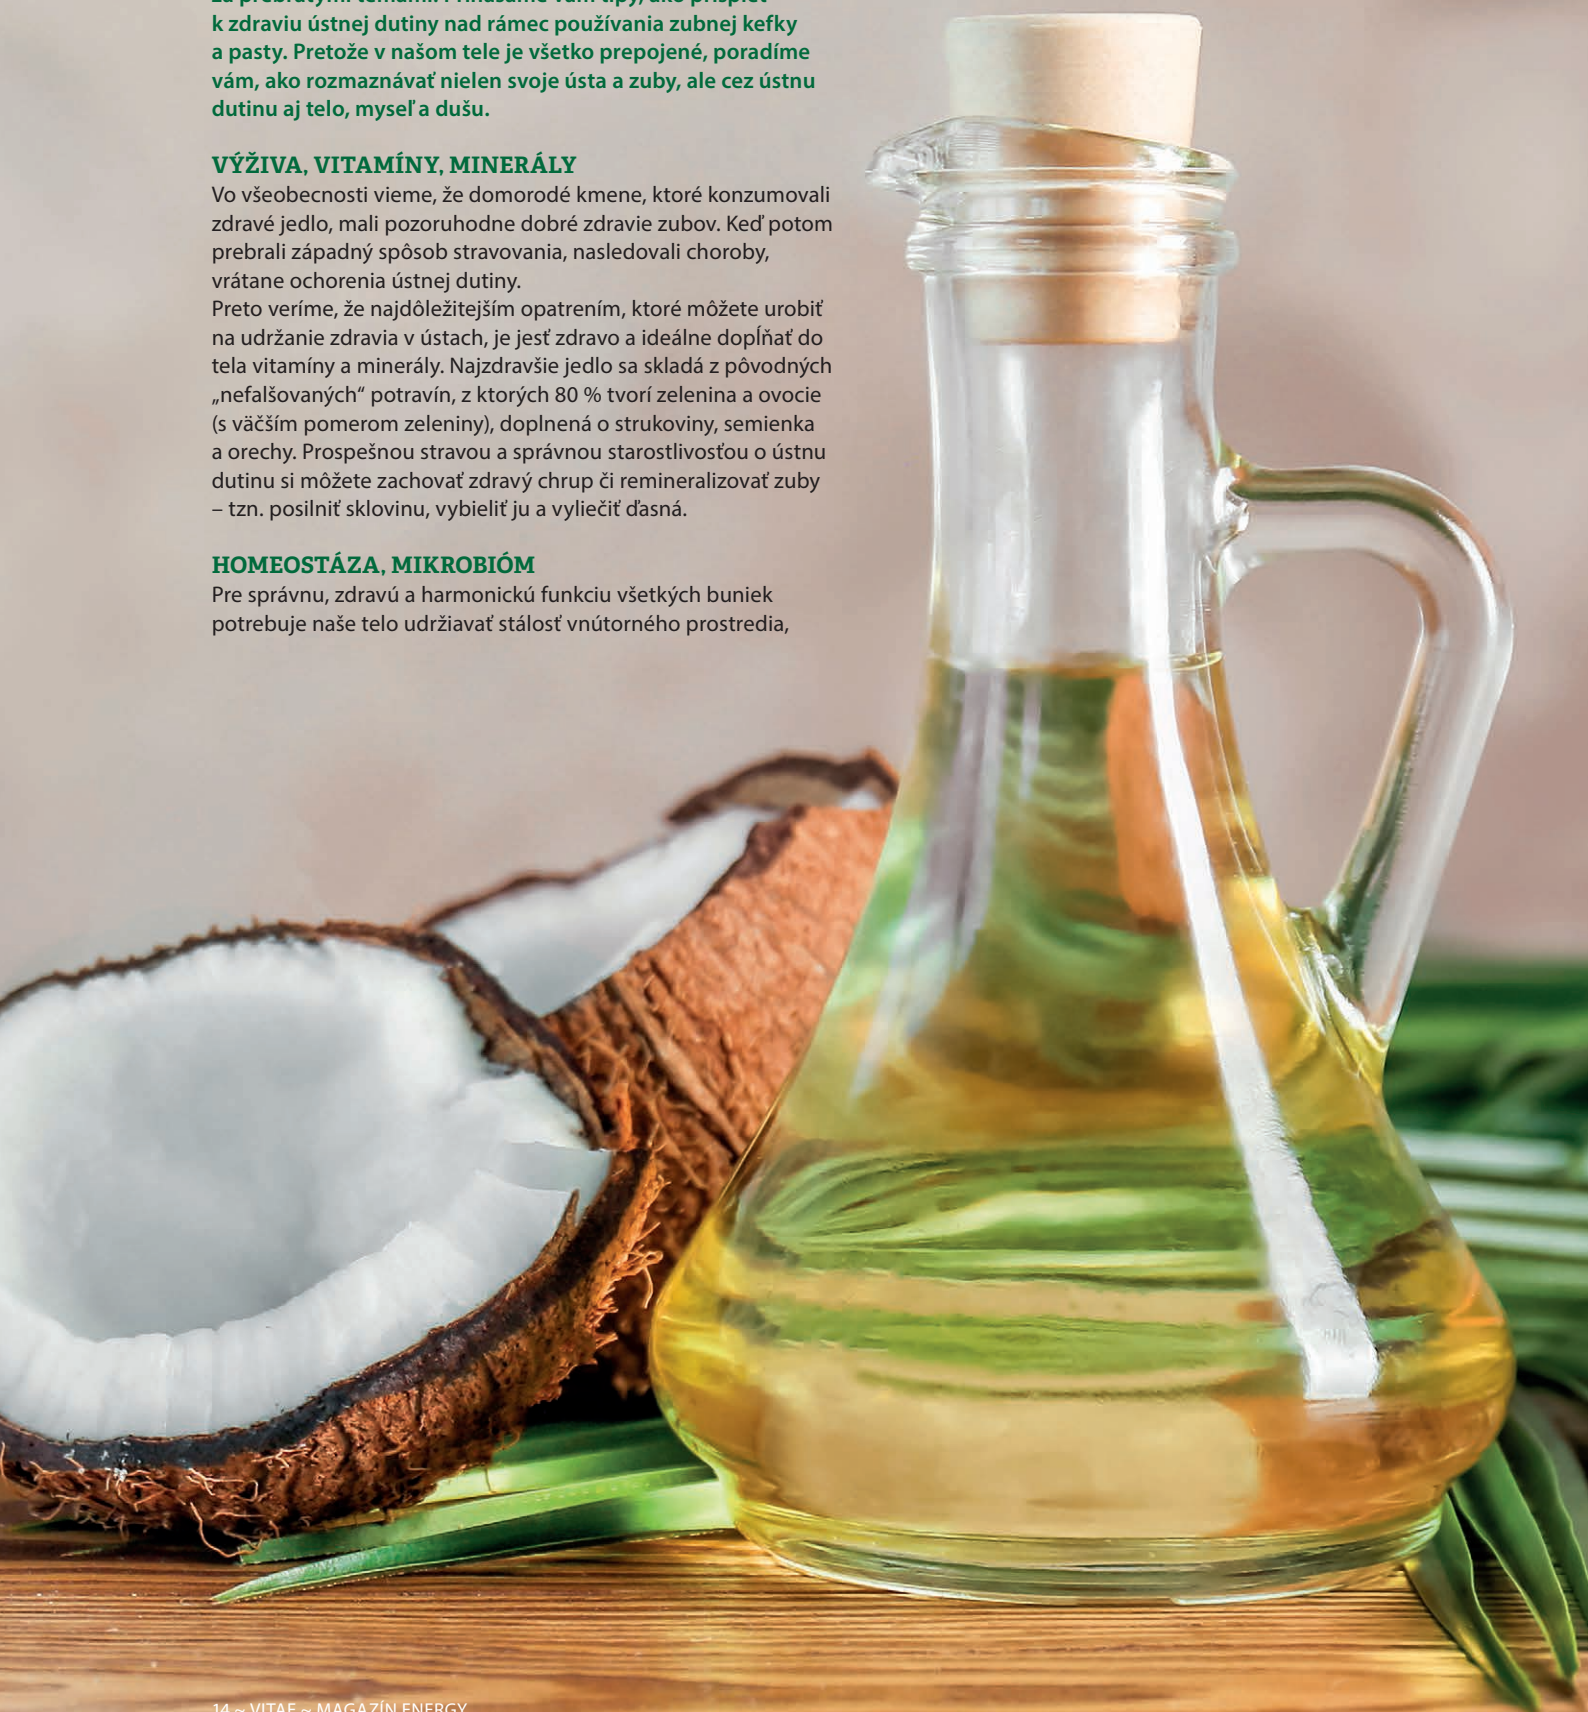 k zdraviu ústnej dutiny nad rámec používania zubnej kefky
a pasty. Pretože v našom tele je všetko prepojené, poradíme
vám, ako rozmaznávať nielen svoje ústa a zuby, ale cez ústnu
dutinu aj telo, myseľ a dušu.
VÝŽIVA, VITAMÍNY, MINERÁLY
Vo všeobecnosti vieme, že domorodé kmene, ktoré konzumovali
zdravé jedlo, mali pozoruhodne dobré zdravie zubov. Keď potom
prebrali západný spôsob stravovania, nasledovali choroby,
vrátane ochorenia ústnej dutiny.
Preto veríme, že najdôležitejším opatrením, ktoré môžete urobiť
na udržanie zdravia v ústach, je jesť zdravo a ideálne dopĺňať do
tela vitamíny a minerály. Najzdravšie jedlo sa skladá z pôvodných
„nefalšovaných“ potravín, z ktorých 80 % tvorí zelenina a ovocie
(s väčším pomerom zeleniny), doplnená o strukoviny, semienka
a orechy. Prospešnou stravou a správnou starostlivosťou o ústnu
dutinu si môžete zachovať zdravý chrup či remineralizovať zuby
– tzn. posilniť sklovinu, vybieliť ju a vyliečiť ďasná.
HOMEOSTÁZA, MIKROBIÓM
Pre správnu, zdravú a harmonickú funkciu všetkých buniek
potrebuje naše telo udržiavať stálosť vnútorného prostredia,
14 ~ VITAE ~ MAGAZÍN ENERGY